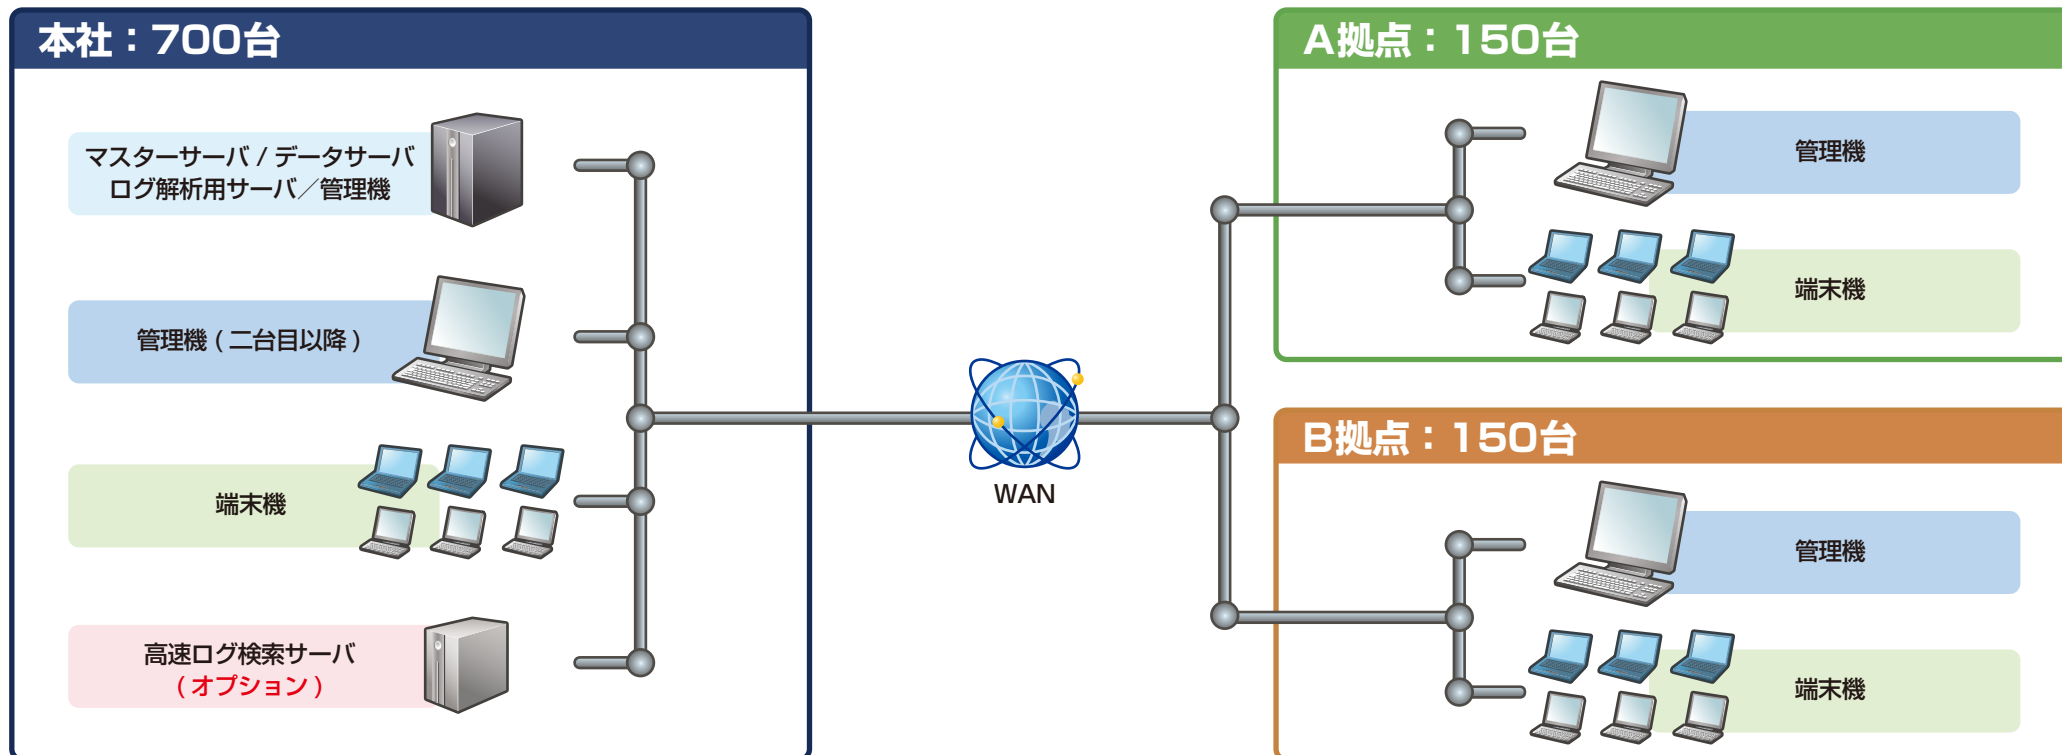 本社：700台
マスターサーバ / データサーバ
ログ解析用サーバ／管理機
管理機 ( 二台目以降 )
端末機
高速ログ検索サーバ
( オプション )
WAN
A拠点：150台
管理機
端末機
B拠点：150台
管理機
端末機